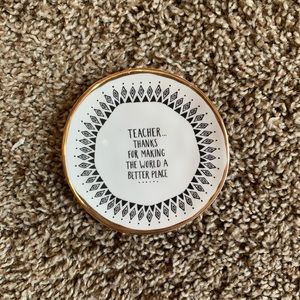 TEACHER...
THANKS
FOR MAKING
THE WORLD A
BETTER PLACE